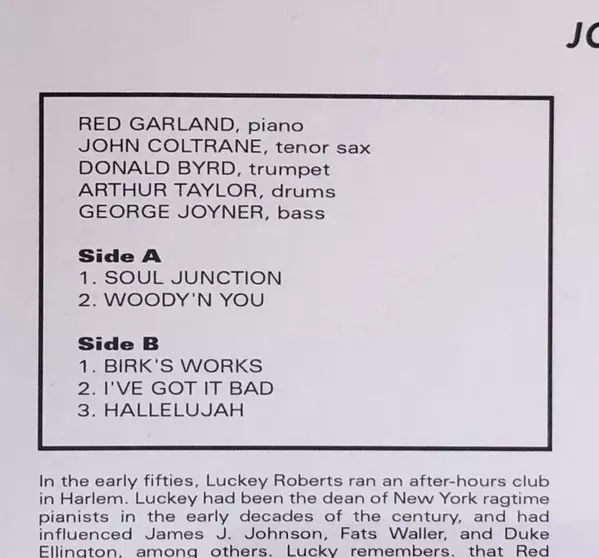 JO
RED GARLAND, piano
JOHN COLTRANE, tenor sax
DONALD BYRD, trumpet
ARTHUR TAYLOR, drums
GEORGE JOYNER, bass
Side A
1. SOUL JUNCTION
2. WOODY'N YOU
Side B
1. BIRK'S WORKS
2. I'VE GOT IT BAD
3. HALLELUJAH
In the early fifties, Luckey Roberts ran an after-hours club
in Harlem. Luckey had been the dean of New York ragtime
pianists in the early decades of the century, and had
influenced James J. Johnson, Fats Waller, and Duke
Ellington, among others. Lucky remembers, that Red